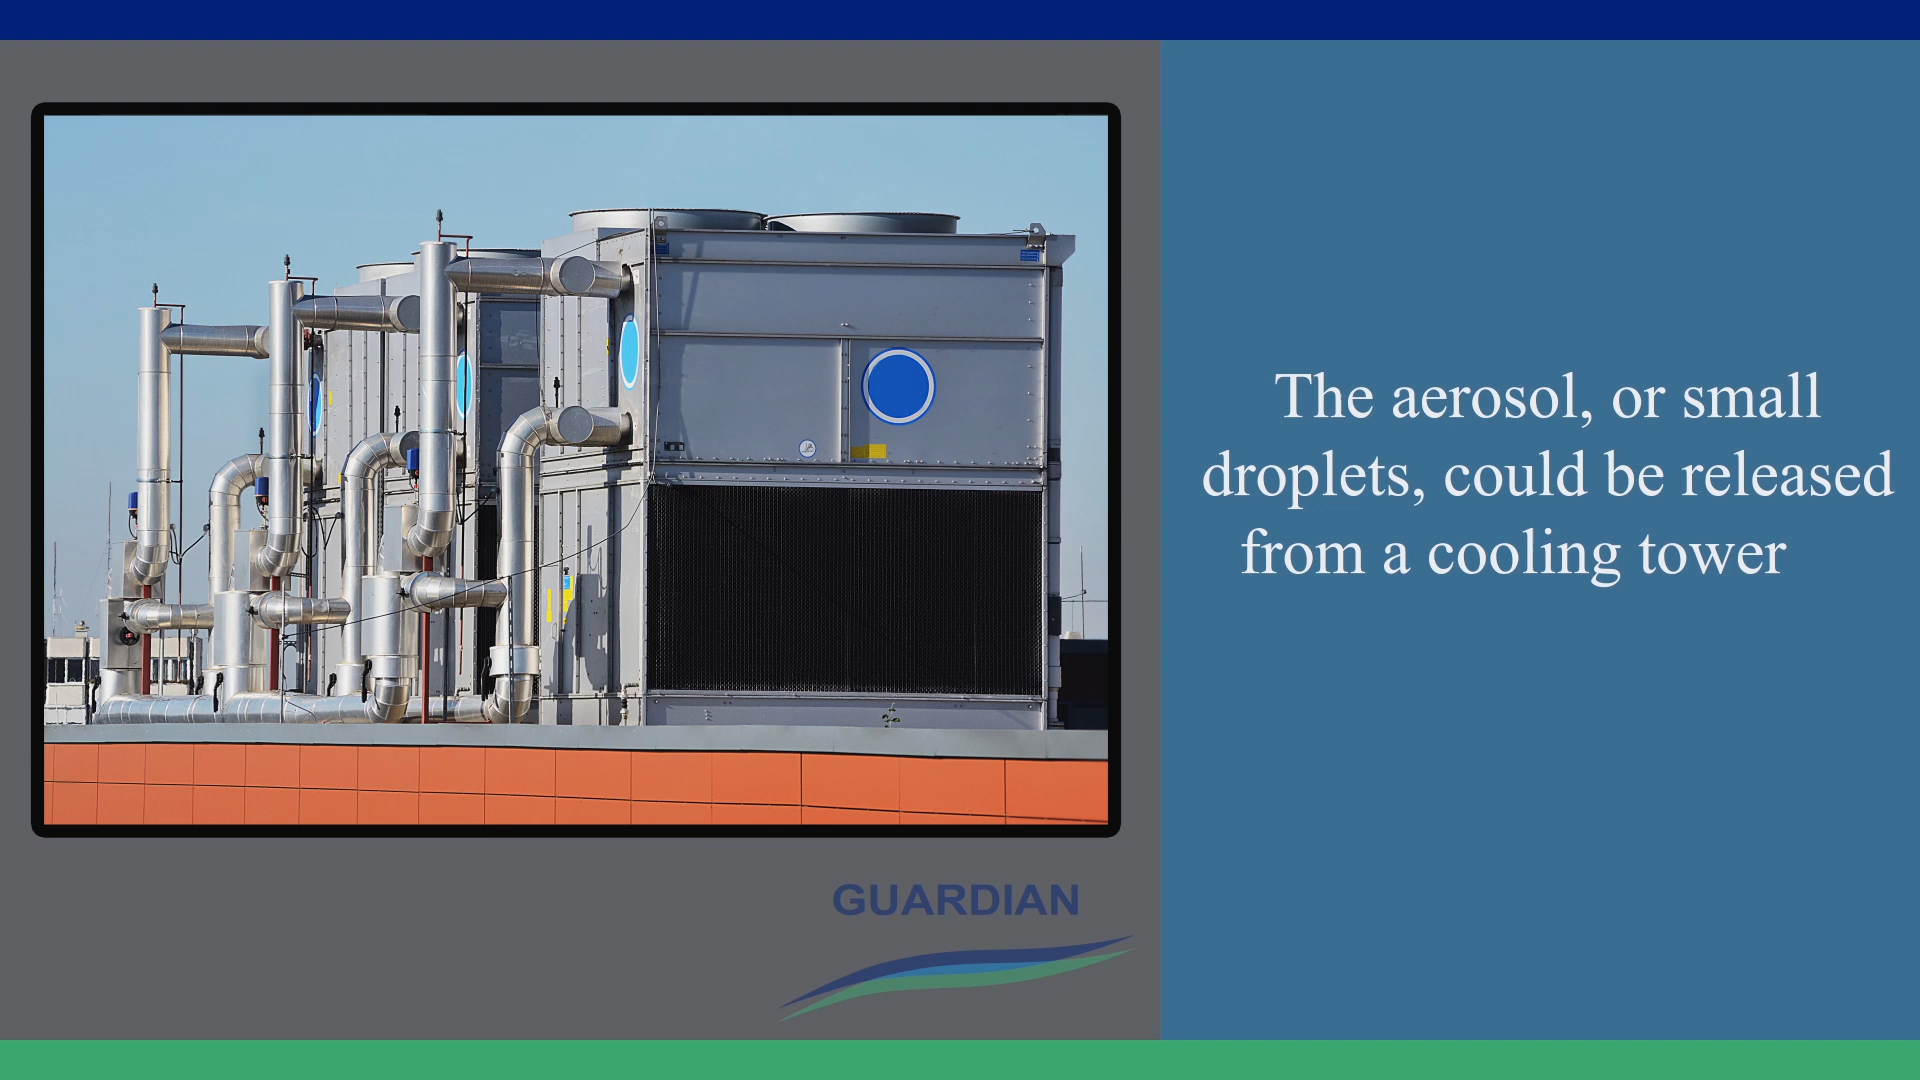 The aerosol, or small
droplets, could be released
from a cooling tower
GUARDIAN